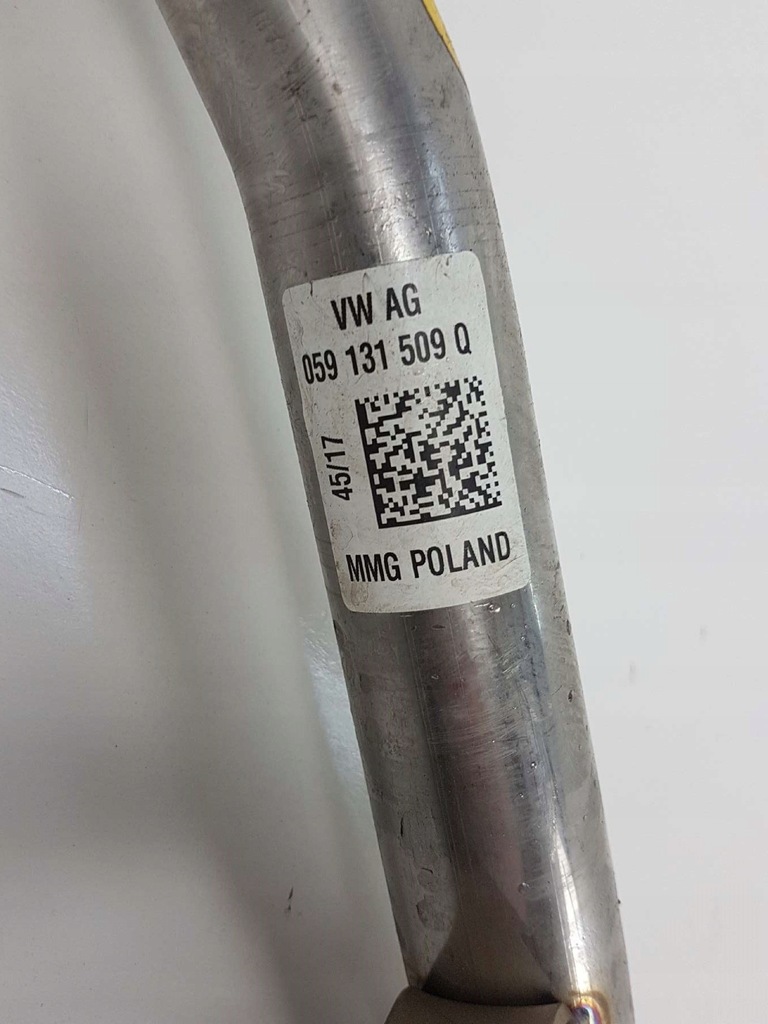 VW AG
059 131 509 Q
45/17
MMG POLAND